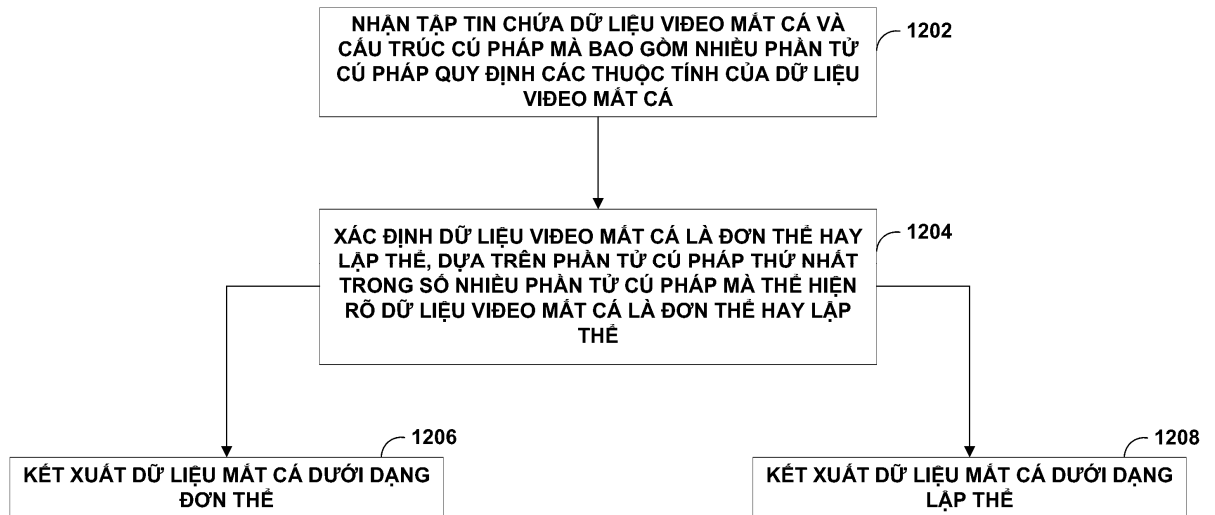 NHẬN TẬP TIN CHỨA DỮ LIỆU VIĐEO MẮT CÁ VÀ
CẤU TRÚC CÚ PHÁP MÀ BAO GỒM NHIỀU PHẦN TỬ
CÚ PHÁP QUY ĐỊNH CÁC THUỘC TÍNH CỦA DỮ LIỆU
VIĐEO MẮT CÁ
1202
XÁC ĐỊNH DỮ LIỆU VIĐEO MẮT CÁ LÀ ĐƠN THỂ HAY
LẬP THỂ, DỰA TRÊN PHẦN TỬ CÚ PHÁP THỨ NHẤT
TRONG SỐ NHIỀU PHẦN TỬ CÚ PHÁP MÀ THỂ HIỆN
RÕ DỮ LIỆU VIĐEO MẮT CÁ LÀ ĐƠN THỂ HAY LẬP
THỂ
1204
1206
KẾT XUẤT DỮ LIỆU MẮT CÁ DƯỚI DẠNG
ĐƠN THỂ
1208
KẾT XUẤT DỮ LIỆU MẮT CÁ DƯỚI DẠNG
LẬP THỂ